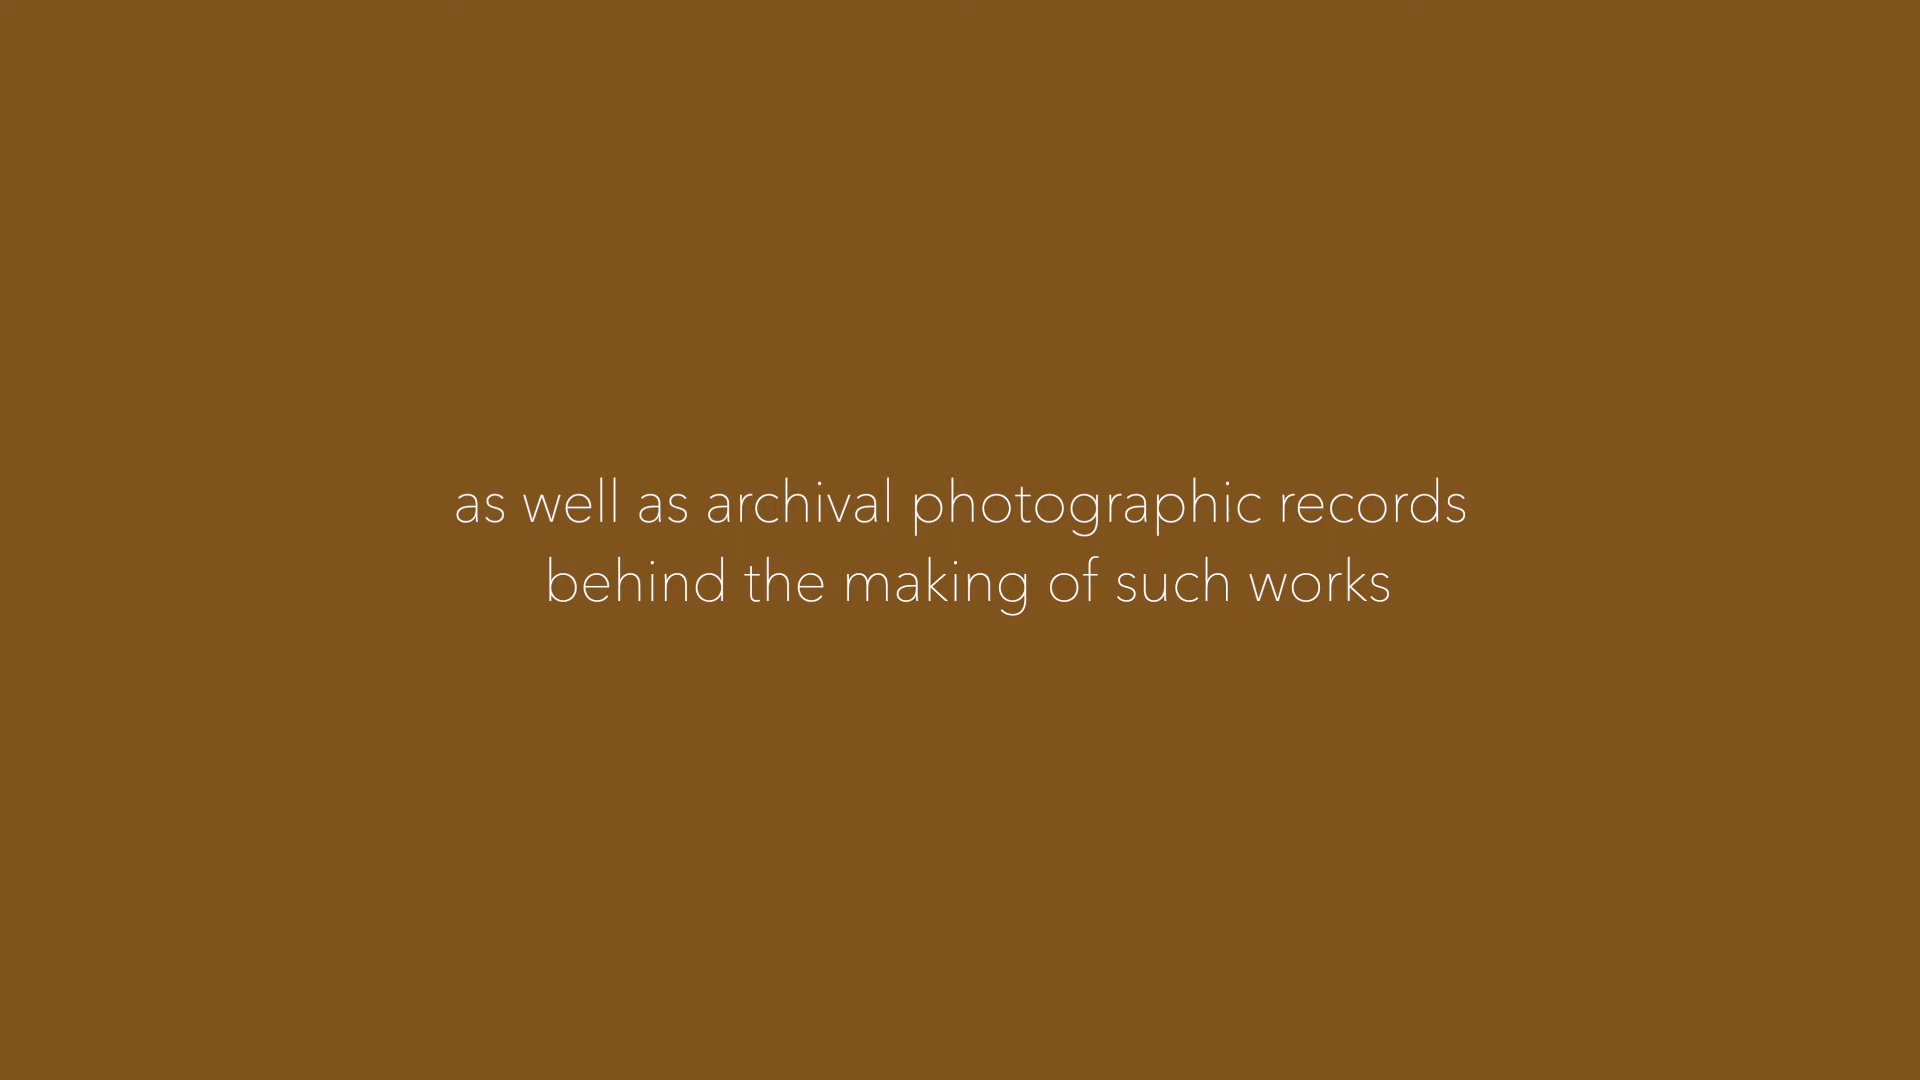 as well as archival photographic records
behind the making of such works